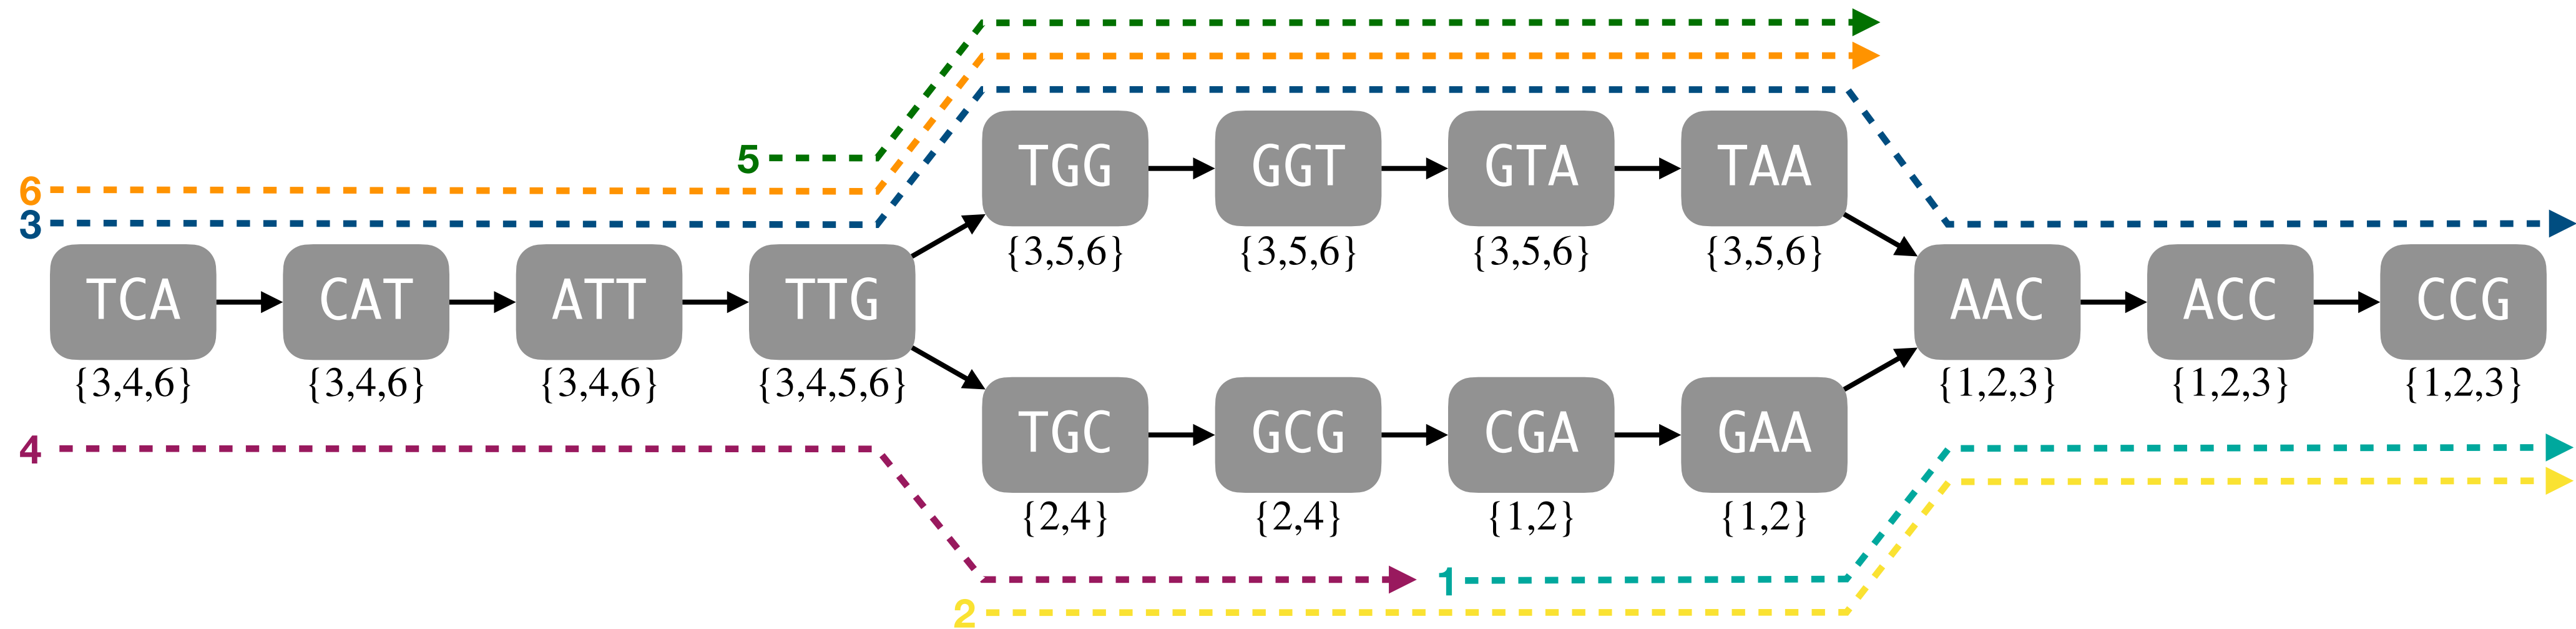 5
TGG GGT GTA TAA
6
3
{3,5,6} {3,5,6} {3,5,6} {3,5,6}
TCA CAT ATT TTG AAC ACC CCG
{3,4,6} {3,4,6} {3,4,6} {3,4,5,6} {1,2,3} {1,2,3} {1,2,3}
TGC GCG CGA GAA
4
{2,4} {2,4} {1,2} {1,2}
1
2